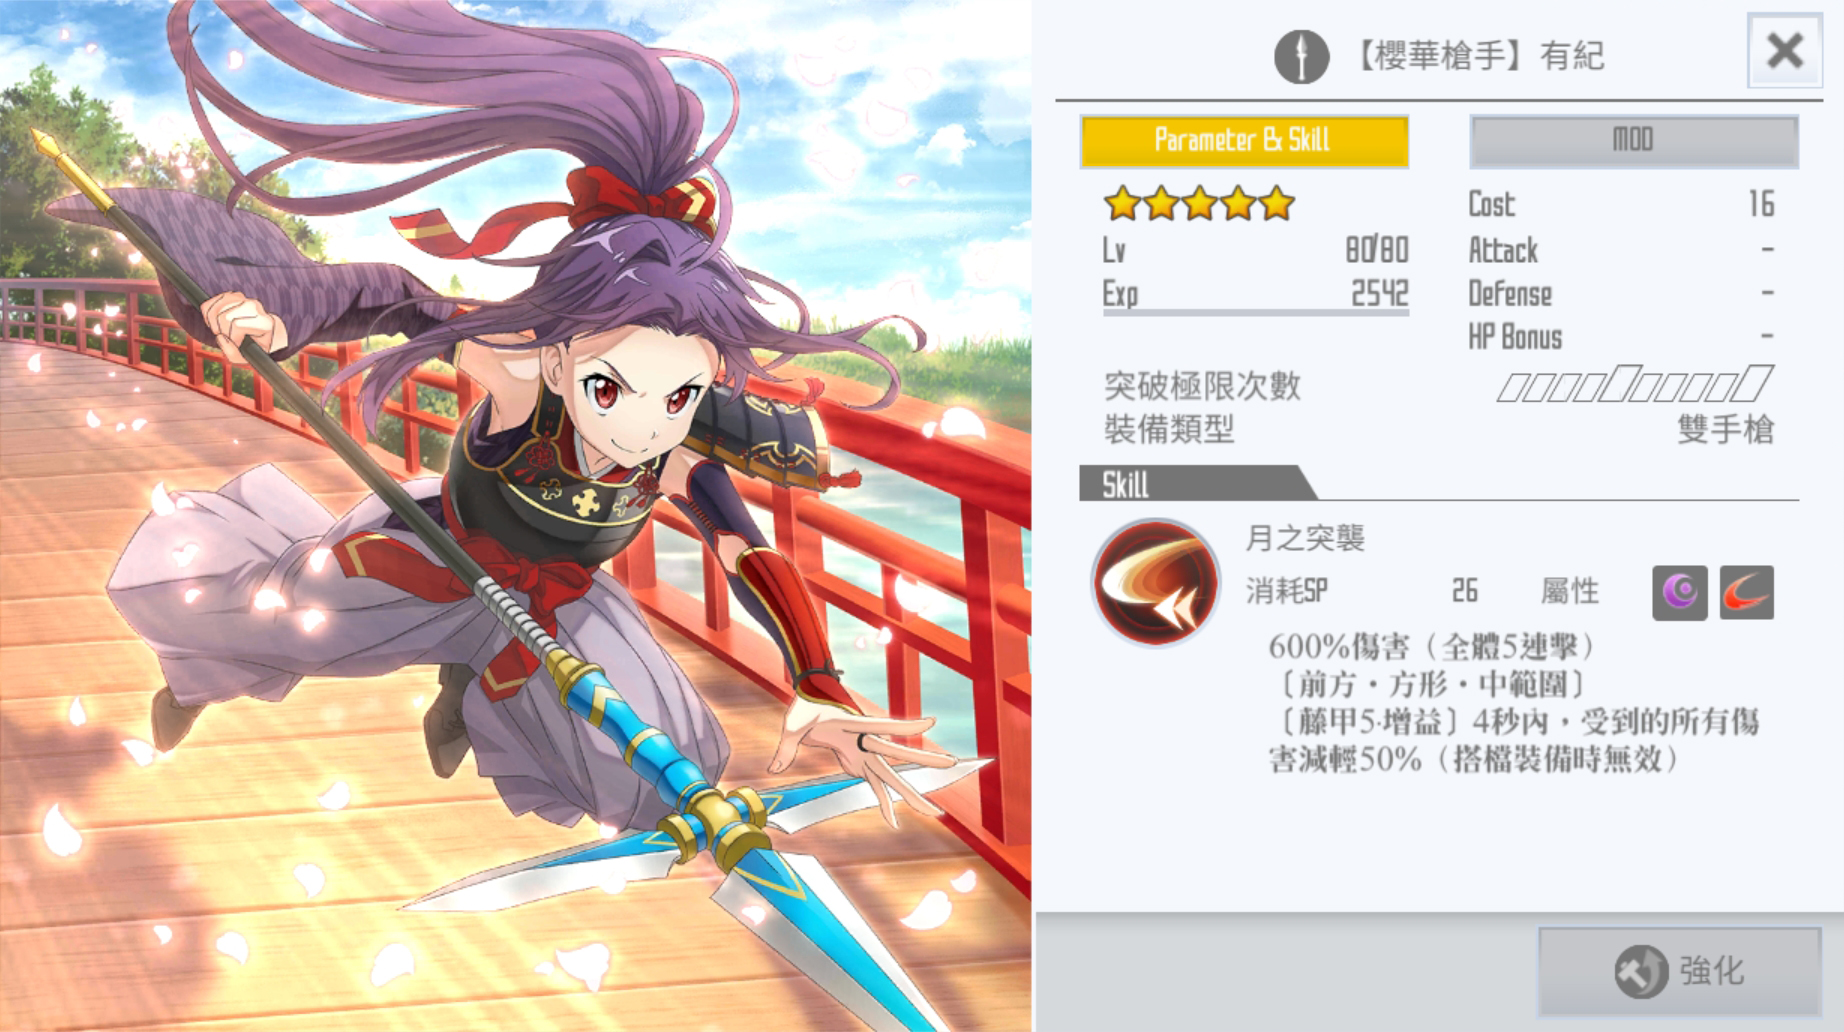 【櫻華槍手】有紀
Parameter & Skill
MOD
Lv 80/80
Exp 2542
Cost 16
Attack -
Defense -
HP Bonus -
突破極限次數
裝備類型 雙手槍
Skill
月之突襲
消耗SP 26 屬性
600%傷害（全體5連擊）
〔前方・方形・中範圍〕
〔藤甲5·增益〕4秒內，受到的所有傷
害減輕50%（搭檔裝備時無效）
強化